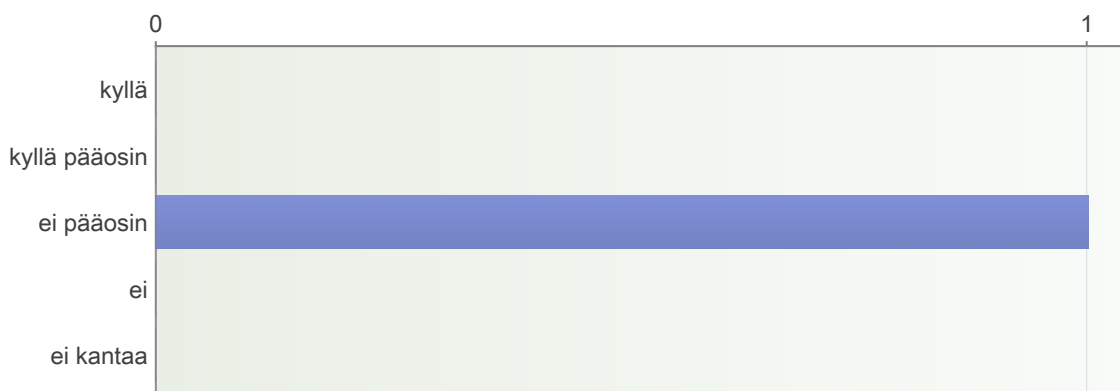 0 1
kyllä
kyllä pääosin
ei pääosin
ei
ei kantaa